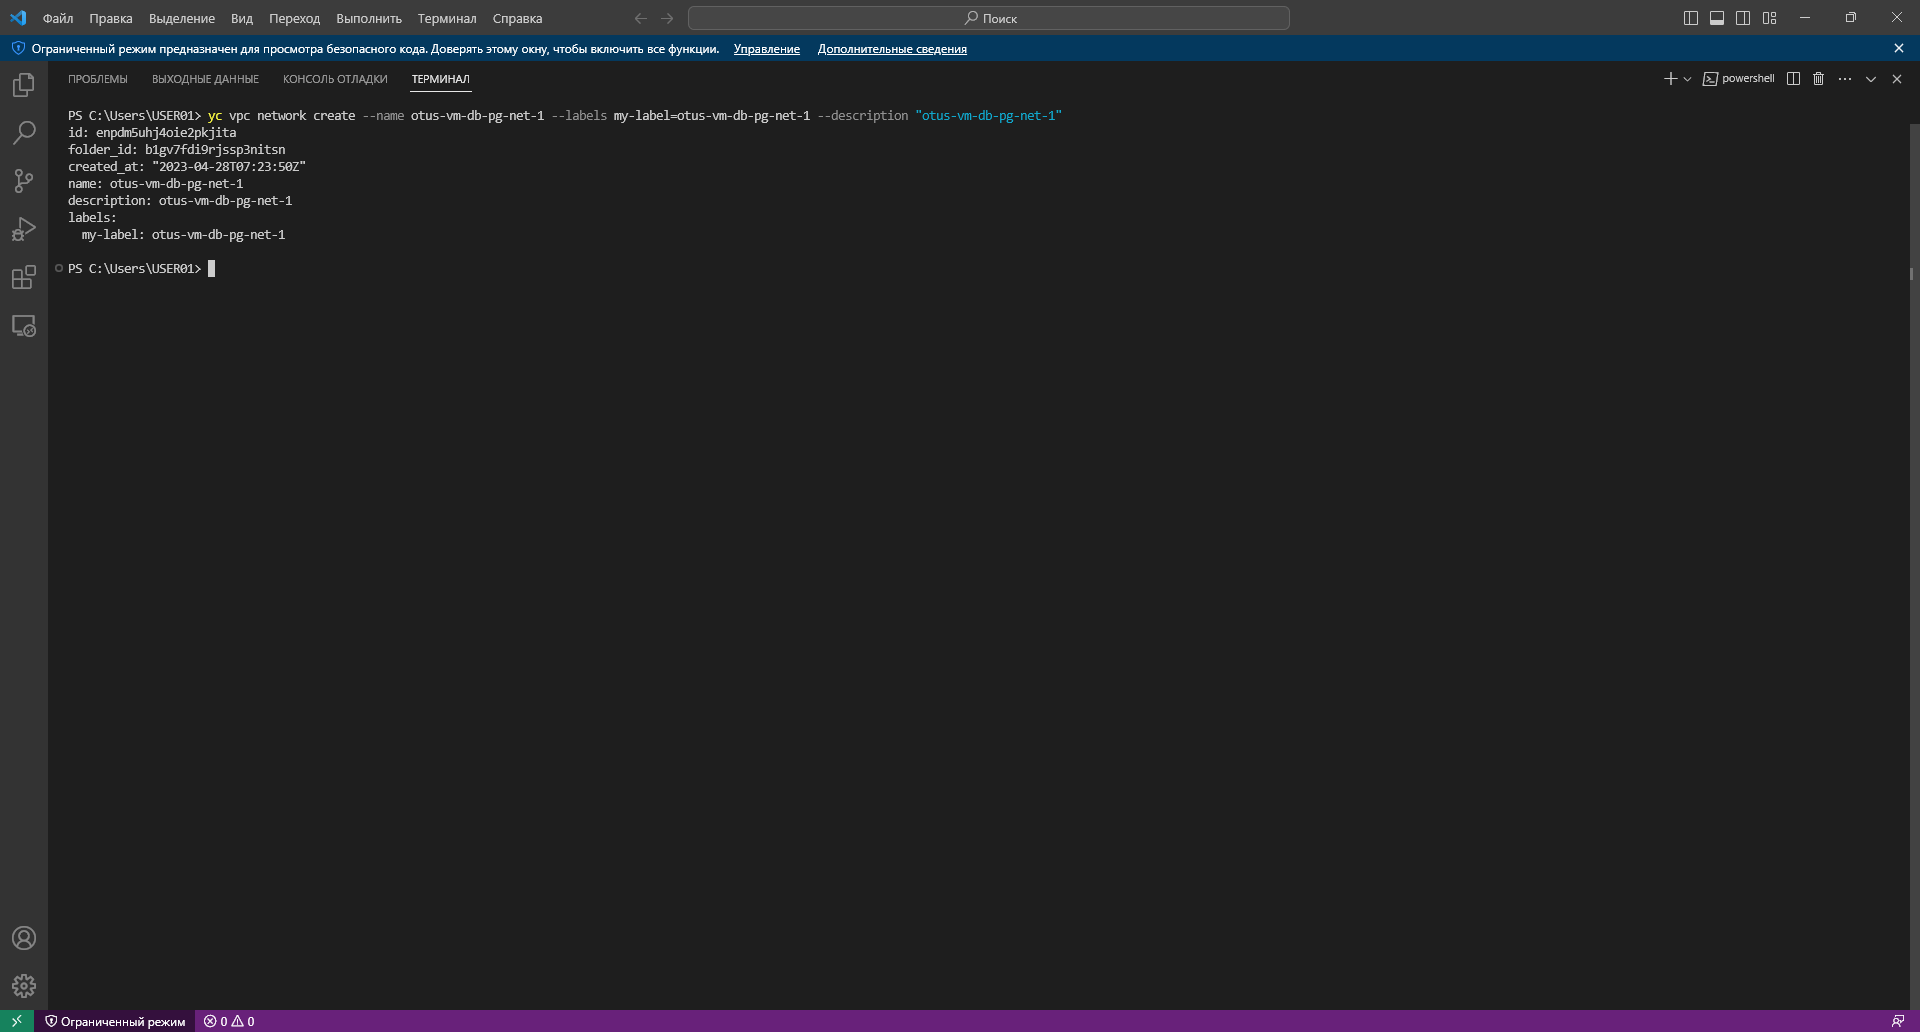 Файл Правка Выделение Вид Переход Выполнить Терминал Справка Поиск
Ограниченный режим предназначен для просмотра безопасного кода. Доверять этому окну, чтобы включить все функции. Управление Дополнительные сведения
ПРОБЛЕМЫ ВЫХОДНЫЕ ДАННЫЕ КОНСОЛЬ ОТЛАДКИ ТЕРМИНАЛ powershell
PS C:\Users\USER01> yc vpc network create --name otus-vm-db-pg-net-1 --labels my-label=otus-vm-db-pg-net-1 --description "otus-vm-db-pg-net-1"
id: enpdm5uhj4oie2pkjita
folder_id: b1gv7fdi9rjssp3nitsn
created_at: "2023-04-28T07:23:50Z"
name: otus-vm-db-pg-net-1
description: otus-vm-db-pg-net-1
labels:
  my-label: otus-vm-db-pg-net-1
PS C:\Users\USER01>
Ограниченный режим 0 0